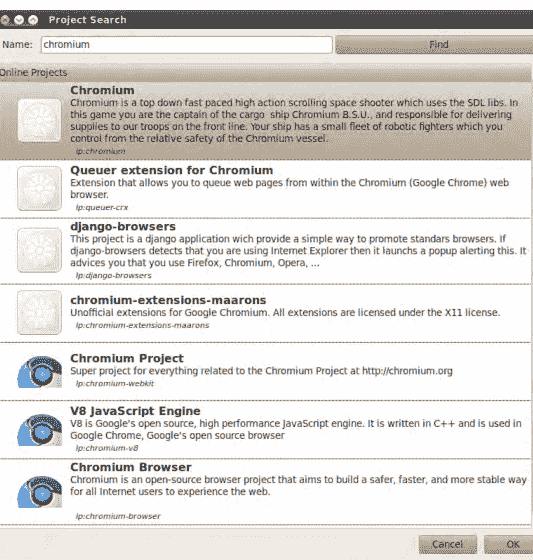 Project Search
Name: chromium Find
Online Projects
Chromium
Chromium is a top down fast paced high action scrolling space shooter which uses the SDL libs. In
this game you are the captain of the cargo ship Chromium B.S.U., and responsible for delivering
supplies to our troops on the front line. Your ship has a small fleet of robotic fighters which you
control from the relative safety of the Chromium vessel.
lp:chromium
Queuer extension for Chromium
Extension that allows you to queue web pages from within the Chromium (Google Chrome) web
browser.
lp:queuer-crx
django-browsers
This project is a django application wich provide a simple way to promote standars browsers. If
django-browsers detects that you are using Internet Explorer then it launchs a popup alerting this. It
advices you that you use Firefox, Chromium, Opera, ...
lp:django-browsers
chromium-extensions-maarons
Unofficial extensions for Google Chromium. All extensions are licensed under the X11 license.
lp:chromium-extensions-maarons
Chromium Project
Super project for everything related to the Chromium Project at http://chromium.org
lp:chromium-webkit
V8 JavaScript Engine
V8 is Google's open source, high performance JavaScript engine. It is written in C++ and is used in
Google Chrome, Google's open source browser
lp:chromium-v8
Chromium Browser
Chromium is an open-source browser project that aims to build a safer, faster, and more stable way
for all Internet users to experience the web.
lp:chromium-browser
Cancel OK